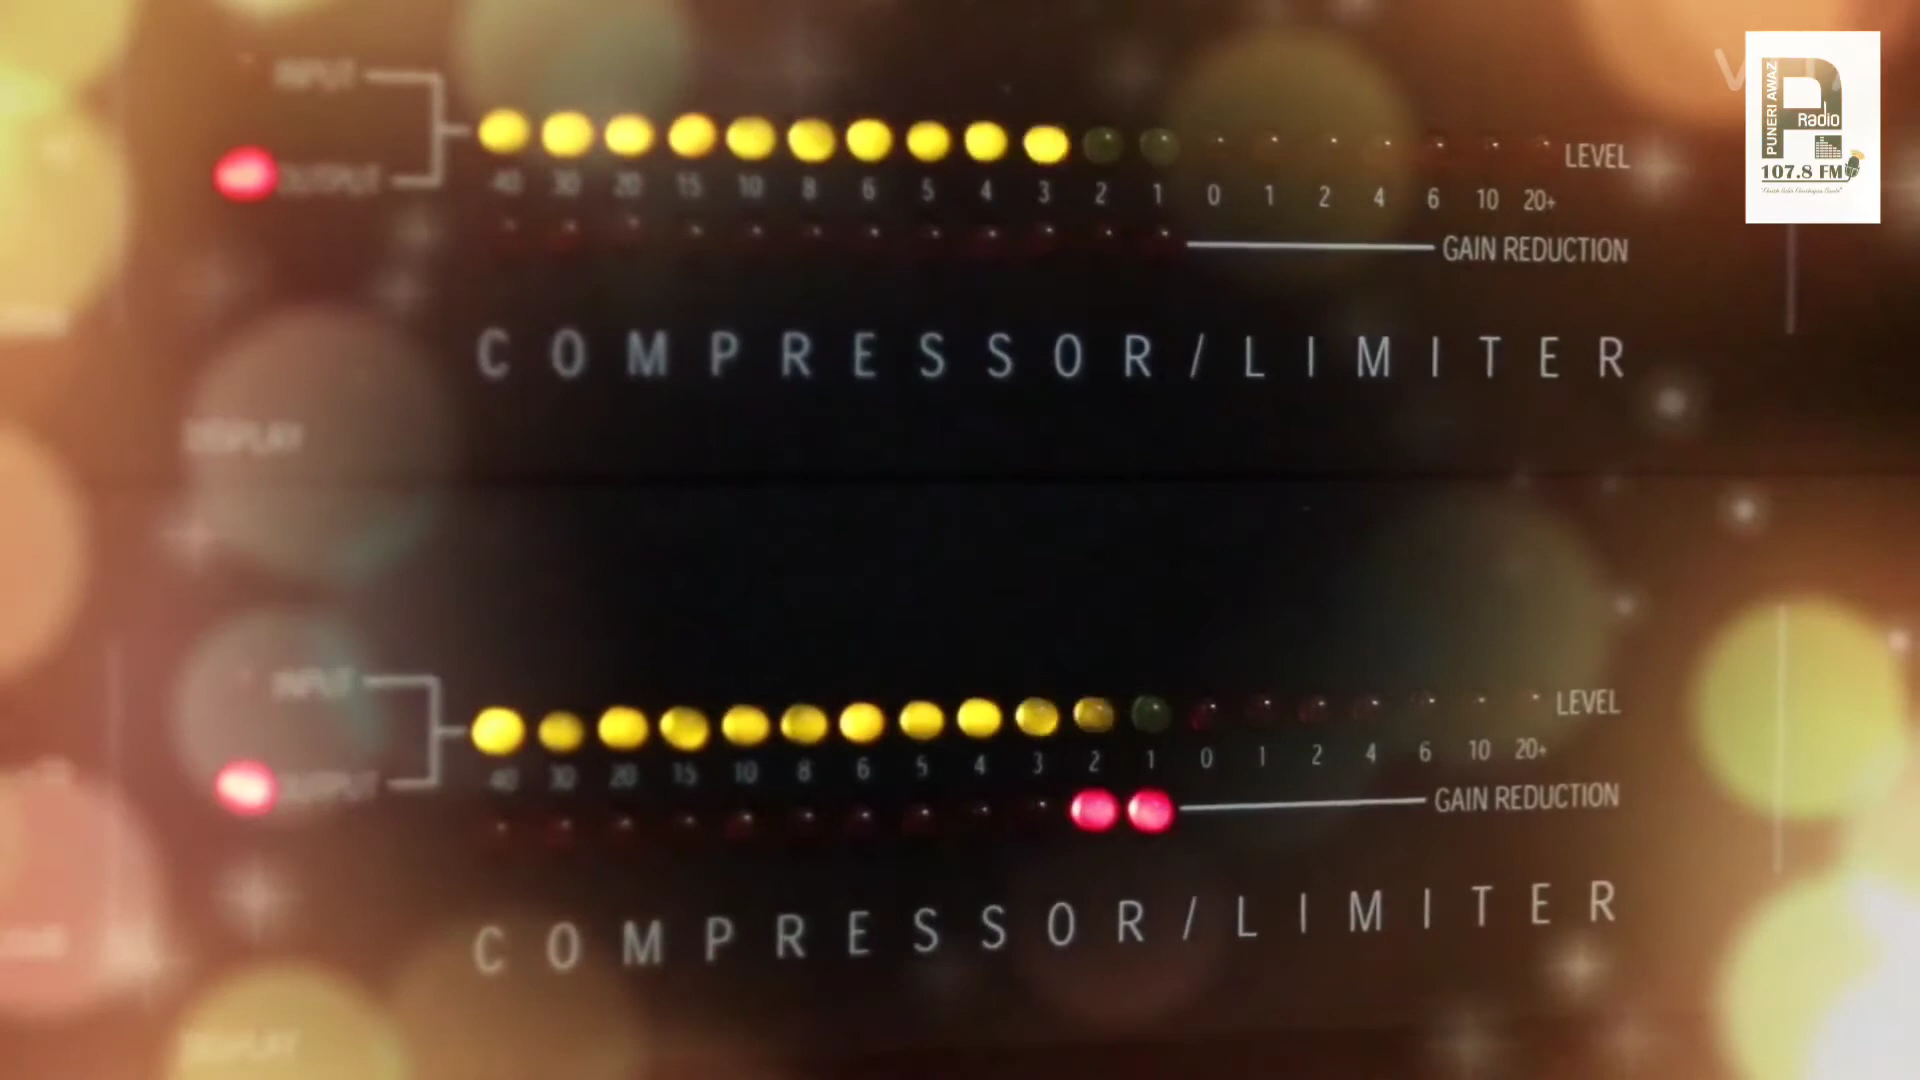 INPUT
OUTPUT
40 30 20 15 10 8 6 5 4 3 2 1 0 1 2 4 6 10 20+
LEVEL
GAIN REDUCTION
COMPRESSOR/LIMITER
DISPLAY
INPUT
OUTPUT
40 30 20 15 10 8 6 5 4 3 2 1 0 1 2 4 6 10 20+
LEVEL
GAIN REDUCTION
COMPRESSOR/LIMITER
DISPLAY
PUNERI AWAZ
Radio
107.8 FM